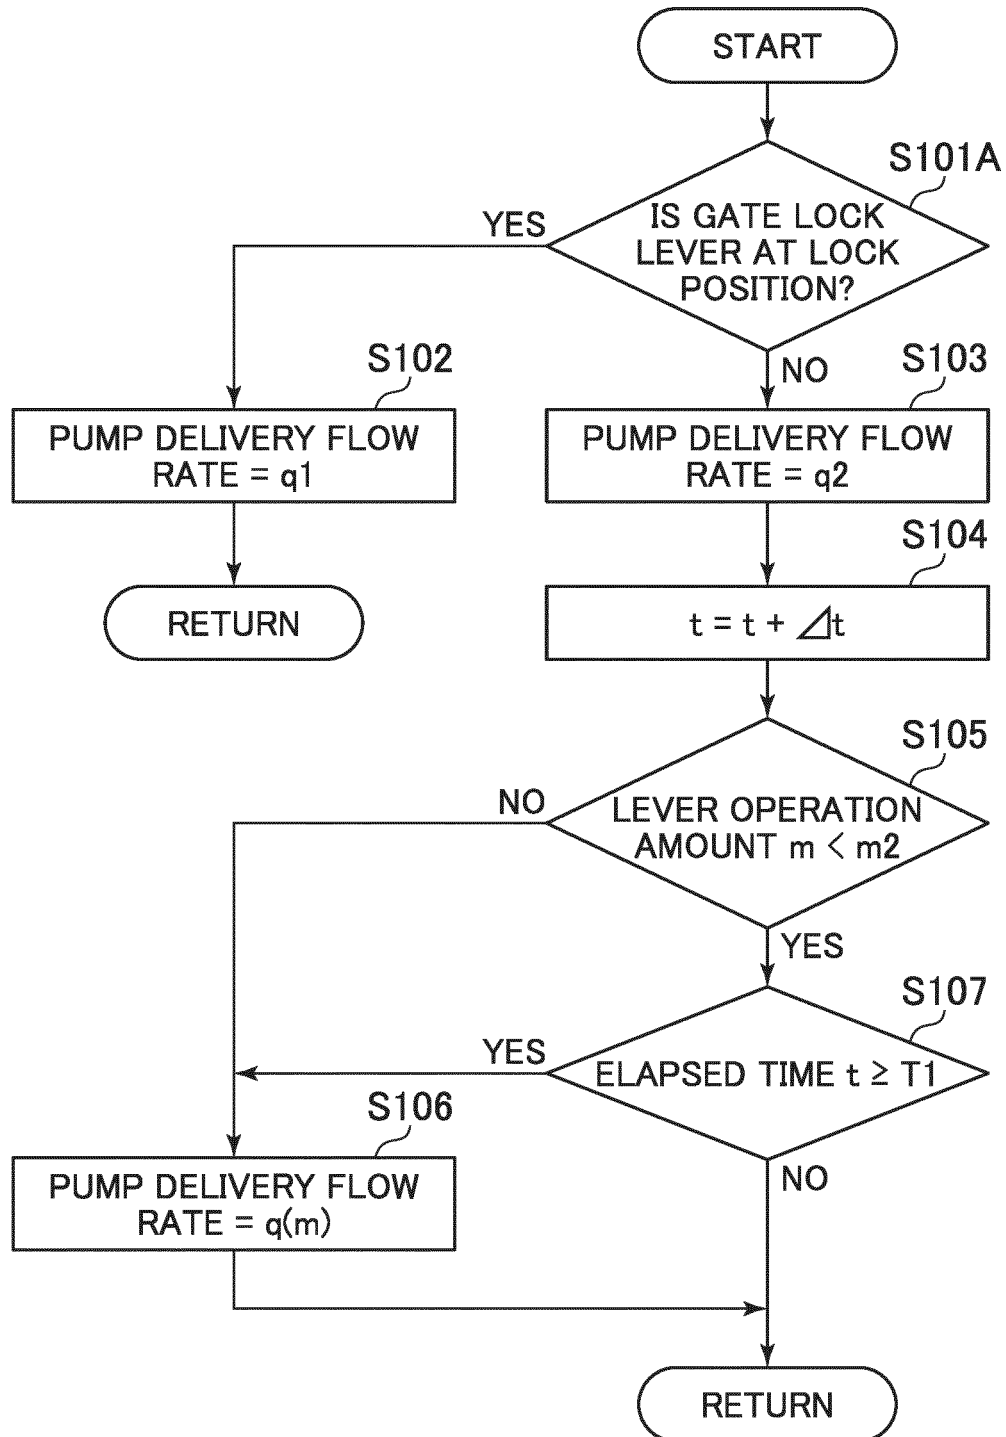 START
S101A
IS GATE LOCK
LEVER AT LOCK
POSITION?
YES
NO
S102
PUMP DELIVERY FLOW
RATE = q1
RETURN
S103
PUMP DELIVERY FLOW
RATE = q2
S104
t = t + ⊿t
S105
LEVER OPERATION
AMOUNT m < m2
NO
YES
S107
ELAPSED TIME t ≥ T1
YES
NO
S106
PUMP DELIVERY FLOW
RATE = q(m)
RETURN